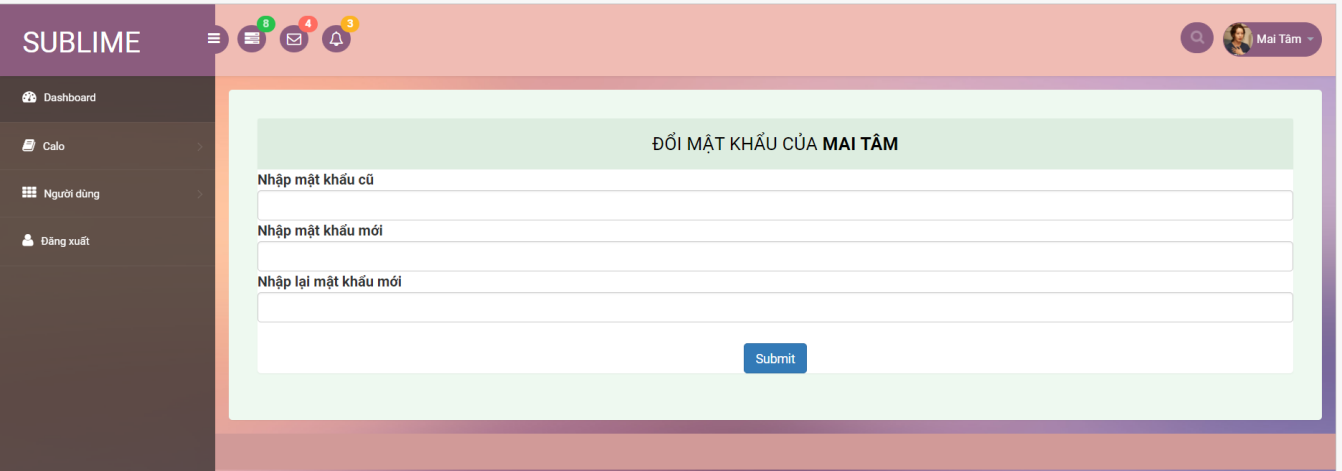 SUBLIME
8
4
3
Mai Tâm
Dashboard
Calo
Người dùng
Đăng xuất
ĐỔI MẬT KHẨU CỦA MAI TÂM
Nhập mật khẩu cũ
Nhập mật khẩu mới
Nhập lại mật khẩu mới
Submit